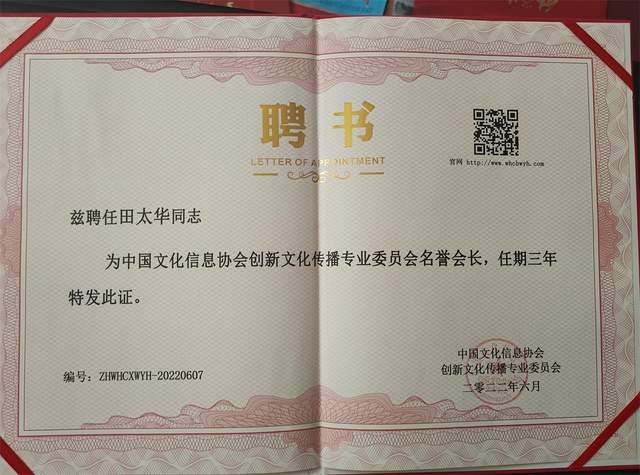 聘书
LETTER OF APPOINTMENT
官网 http://www.whcbwyh.com
兹聘任田太华同志
为中国文化信息协会创新文化传播专业委员会名誉会长，任期三年
特发此证。
编号：ZHWHCXWYH-20220607
中国文化信息协会
创新文化传播专业委员会
二零二二年六月